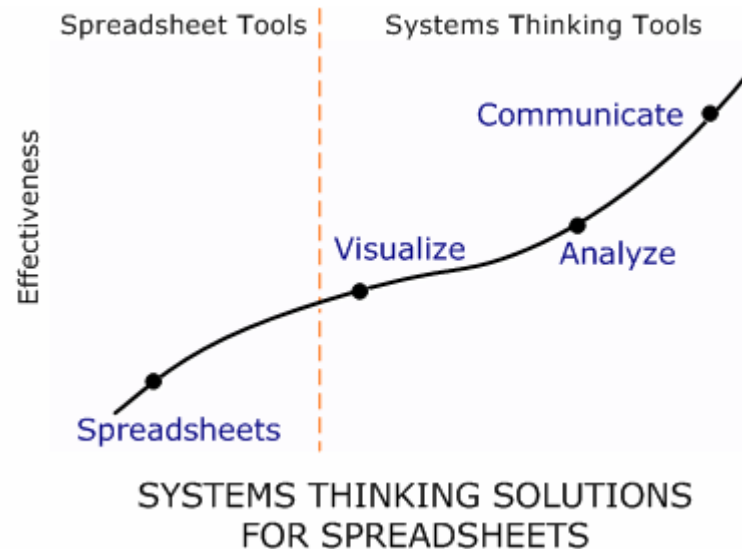 Spreadsheet Tools
Systems Thinking Tools
Communicate
Effectiveness
Visualize
Analyze
Spreadsheets
SYSTEMS THINKING SOLUTIONS
FOR SPREADSHEETS